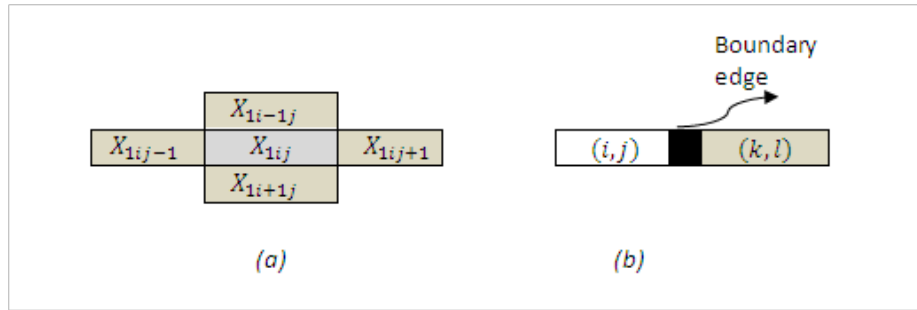 Boundary
edge
X₁ᵢ₋₁ⱼ
X₁ᵢⱼ₋₁ X₁ᵢⱼ X₁ᵢⱼ₊₁
X₁ᵢ₊₁ⱼ
(i, j) (k, l)
(a) (b)